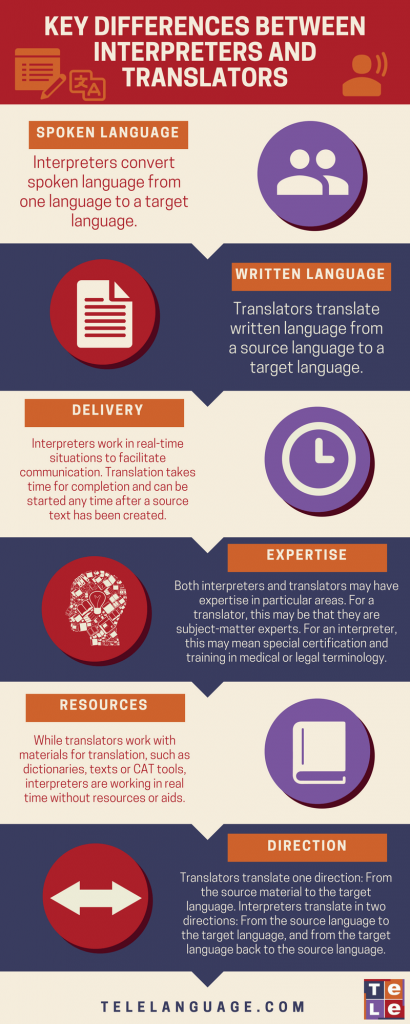 KEY DIFFERENCES BETWEEN
INTERPRETERS AND
TRANSLATORS
文A
SPOKEN LANGUAGE
Interpreters convert
spoken language from
one language to a target
language.
WRITTEN LANGUAGE
Translators translate
written language from
a source language to a
target language.
DELIVERY
Interpreters work in real-time
situations to facilitate
communication. Translation takes
time for completion and can be
started any time after a source
text has been created.
EXPERTISE
Both interpreters and translators may have
expertise in particular areas. For a
translator, this may be that they are
subject-matter experts. For an interpreter,
this may mean special certification and
training in medical or legal terminology.
RESOURCES
While translators work with
materials for translation, such as
dictionaries, texts or CAT tools,
interpreters are working in real
time without resources or aids.
DIRECTION
Translators translate one direction: From
the source material to the target
language. Interpreters translate in two
directions: From the source language to
the target language, and from the target
language back to the source language.
TELELANGUAGE.COM
Te
Le